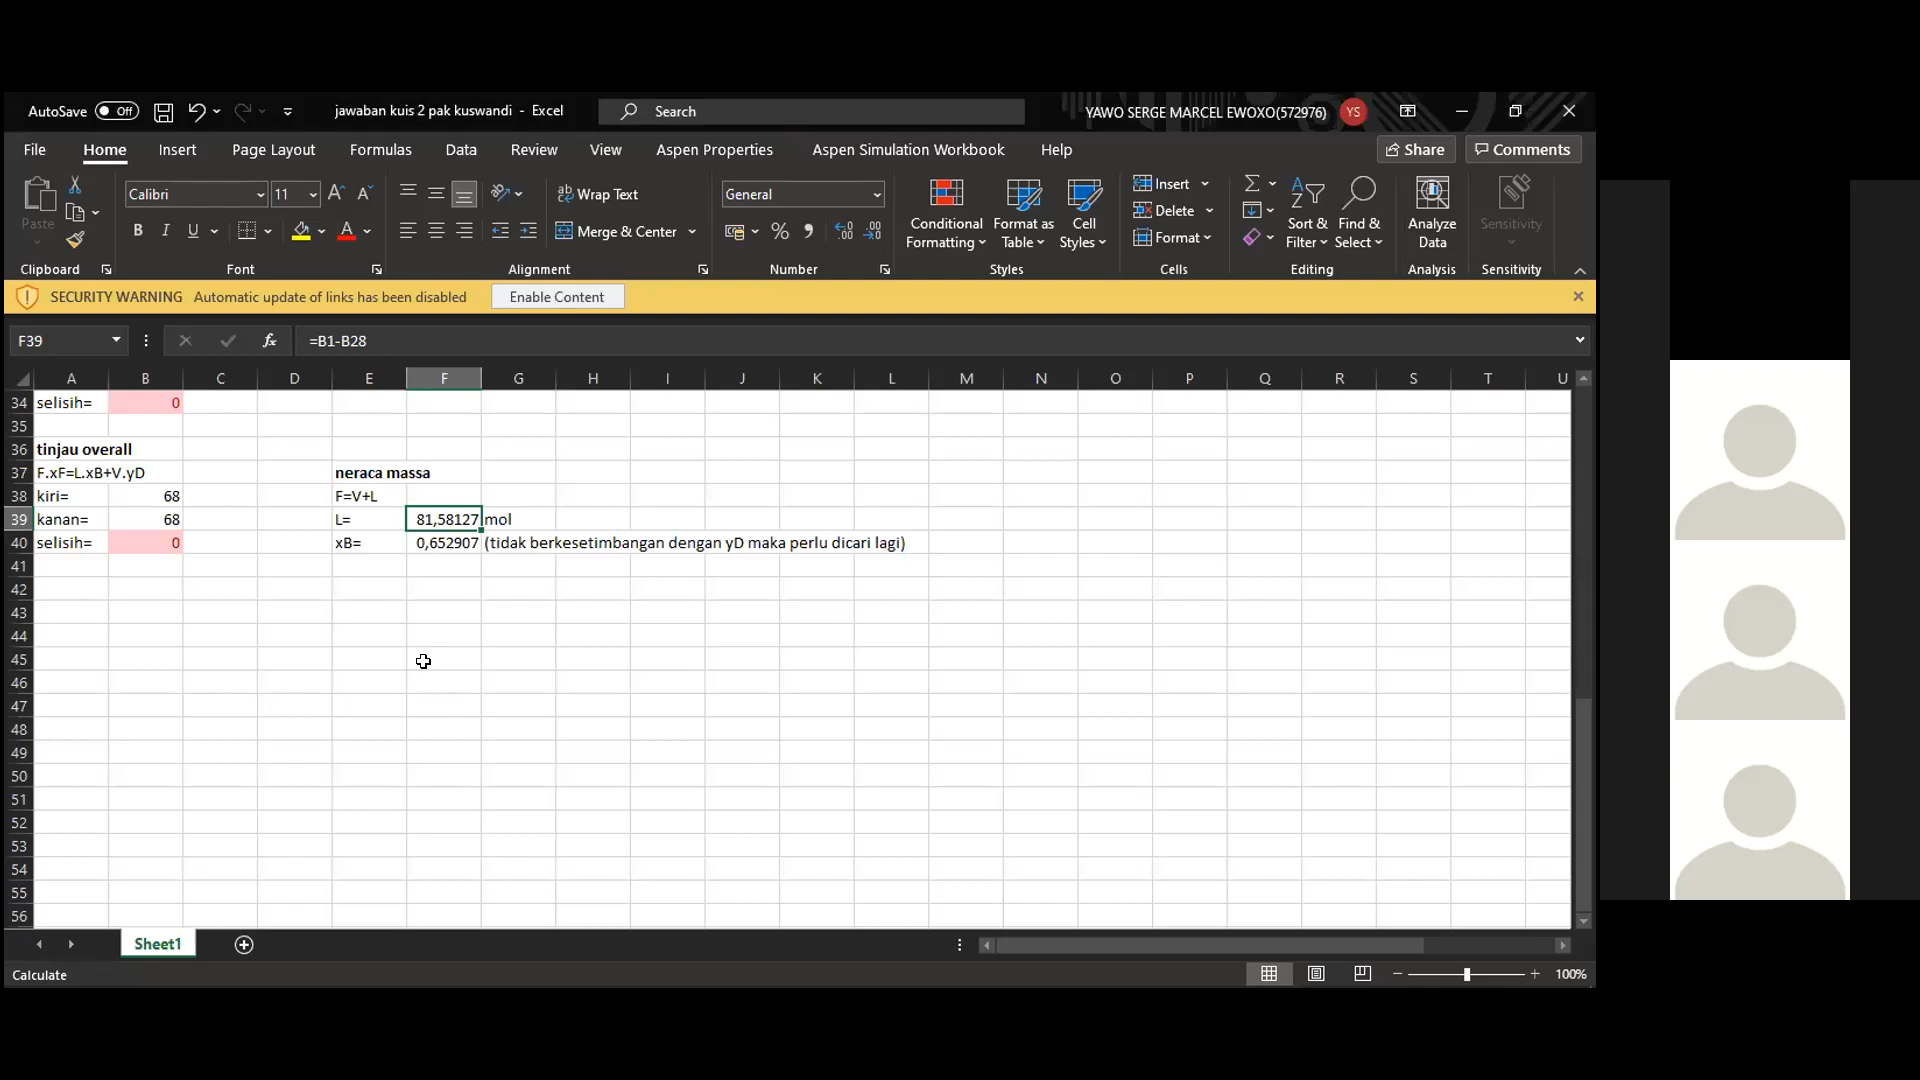 AutoSave Off jawaban kuis 2 pak kuswandi - Excel Search YAWO SERGE MARCEL EWOXO(572976) YS
File Home Insert Page Layout Formulas Data Review View Aspen Properties Aspen Simulation Workbook Help Share Comments
Paste Calibri 11 Wrap Text General Conditional Formatting Format as Table Cell Styles Insert Sort & Filter Find & Select Analyze Data Sensitivity
B I U A Merge & Center % Delete
Format
Clipboard Font Alignment Number Styles Cells Editing Analysis Sensitivity
SECURITY WARNING Automatic update of links has been disabled Enable Content
F39 fx =B1-B28
A B C D E F G H I J K L M N O P Q R S T U
34 selisih= 0
35
36 tinjau overall
37 F.xF=L.xB+V.yD neraca massa
38 kiri= 68 F=V+L
39 kanan= 68 L= 81,58127 mol
40 selisih= 0 xB= 0,652907 (tidak berkesetimbangan dengan yD maka perlu dicari lagi)
41
42
43
44
45
46
47
48
49
50
51
52
53
54
55
56
Sheet1
Calculate 100%